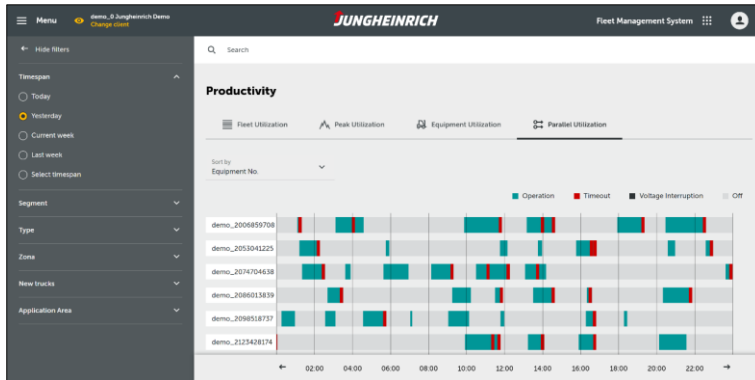 Menu
demo_D Jungheinrich Demo
Change client
JUNGHEINRICH
Fleet Management System
Hide filters
Search
Timespan
Today
Yesterday
Current week
Last week
Select timespan
Segment
Type
Zona
New trucks
Application Area
Productivity
Fleet Utilization
Peak Utilization
Equipment Utilization
Parallel Utilization
Sort by
Equipment No.
Operation
Timeout
Voltage Interruption
Off
demo_2006859708
demo_2053041225
demo_2074704638
demo_2086013839
demo_2098518737
demo_2123428174
02:00 04:00 06:00 08:00 10:00 12:00 14:00 16:00 18:00 20:00 22:00